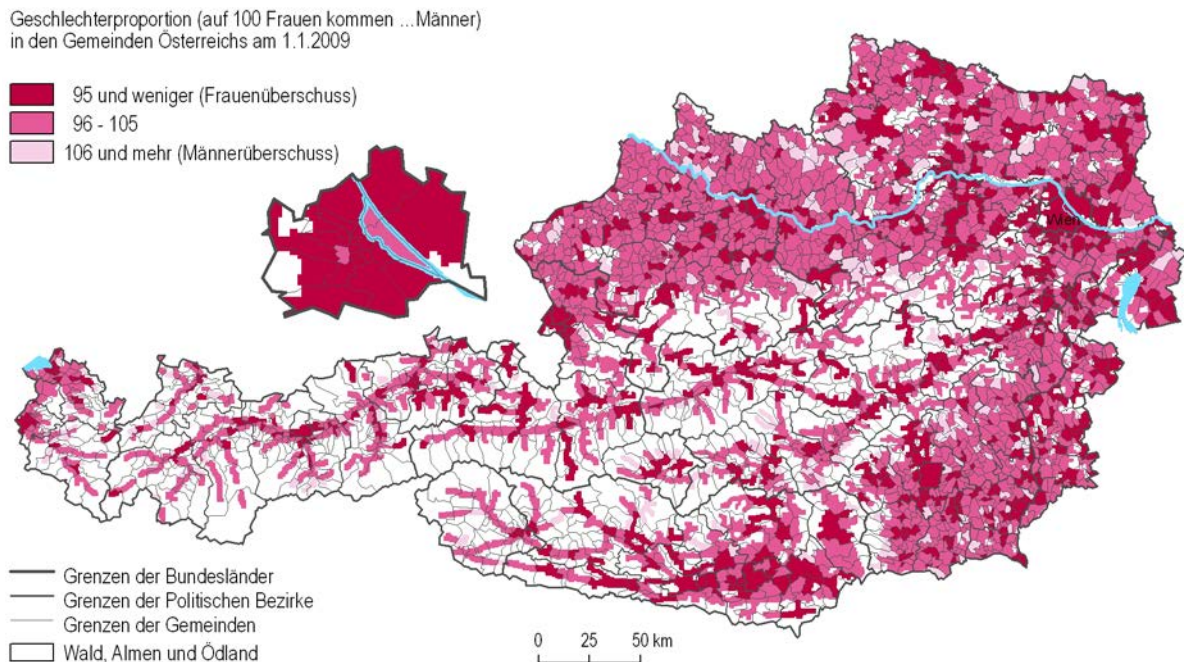 Geschlechterproportion (auf 100 Frauen kommen ...Männer)
in den Gemeinden Österreichs am 1.1.2009
95 und weniger (Frauenüberschuss)
96 - 105
106 und mehr (Männerüberschuss)
Wien
Grenzen der Bundesländer
Grenzen der Politischen Bezirke
Grenzen der Gemeinden
Wald, Almen und Ödland
0 25 50 km